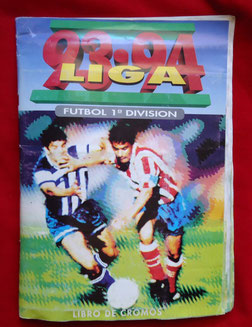 93·94
LIGA
FUTBOL 1ª DIVISION
LIBRO DE CROMOS